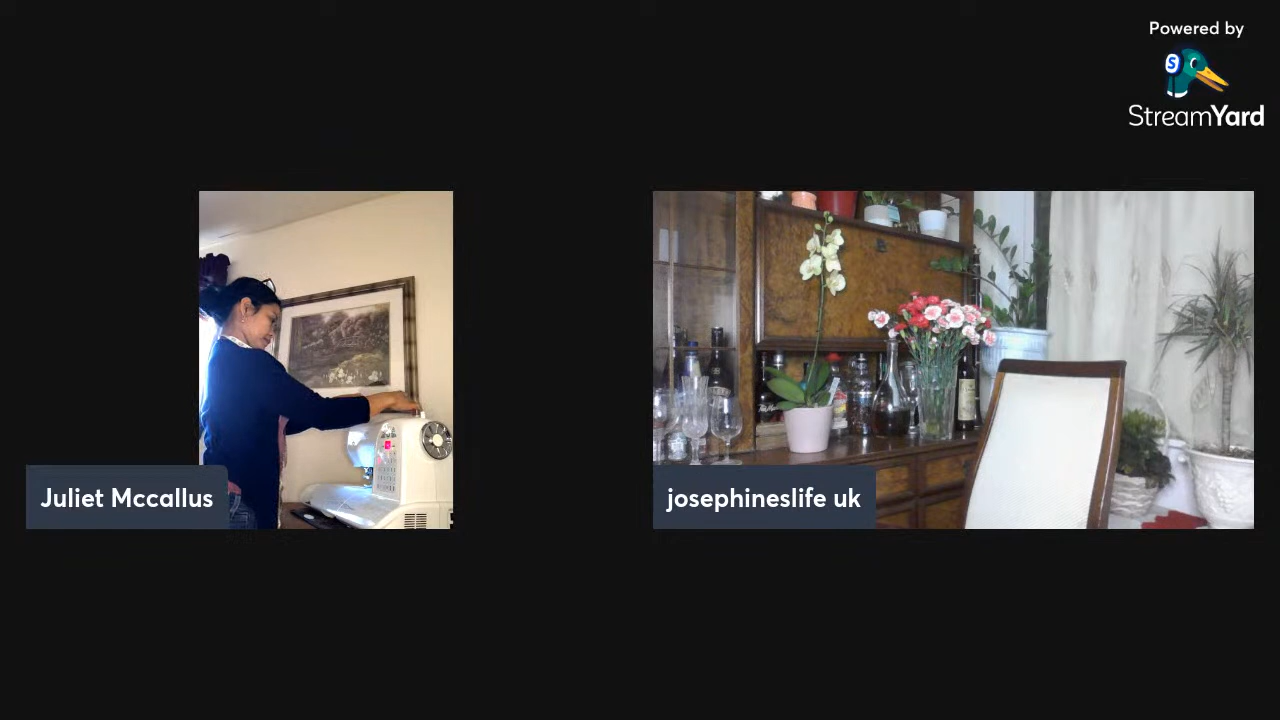 Powered by
S
StreamYard
Juliet Mccallus
josephineslife uk